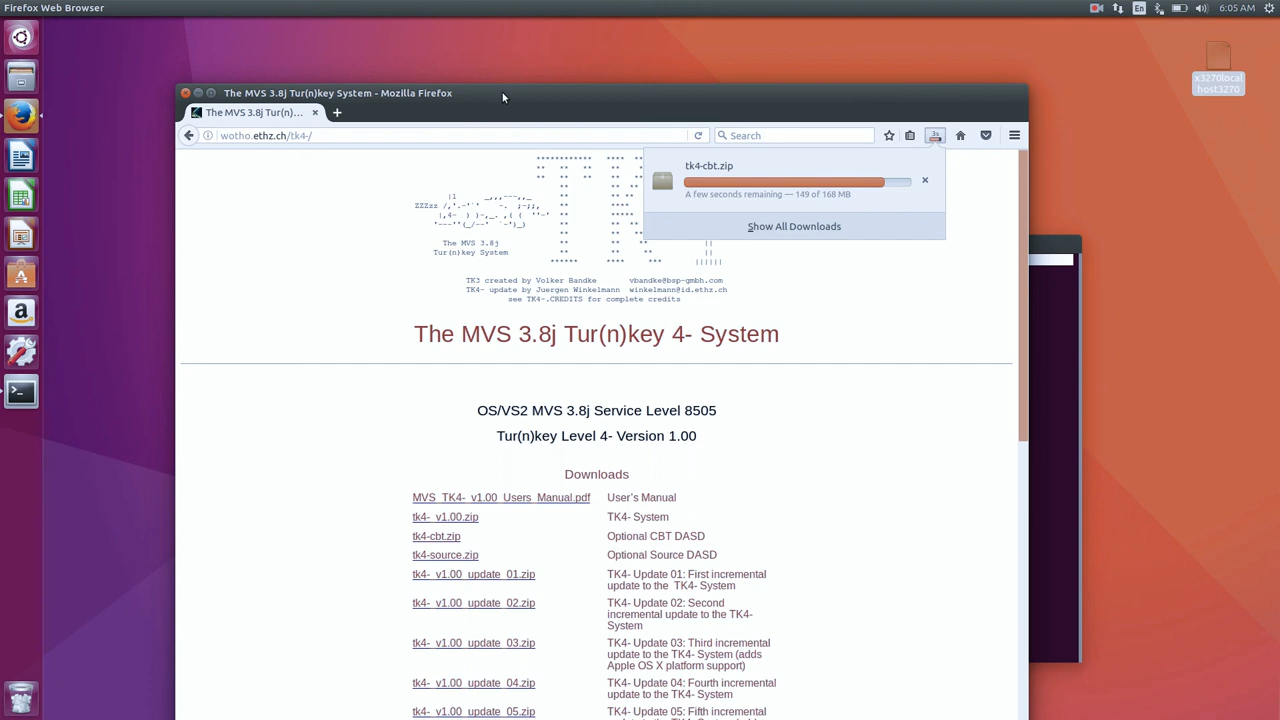 Firefox Web Browser
En
6:05 AM
x3270local
host3270
The MVS 3.8j Tur(n)key System - Mozilla Firefox
The MVS 3.8j Tur(n)...
wotho.ethz.ch/tk4-/
Search
3s
tk4-cbt.zip
A few seconds remaining — 149 of 168 MB
Show All Downloads
The MVS 3.8j
Tur(n)key System
TK3 created by Volker Bandke vbandke@bsp-gmbh.com
TK4- update by Juergen Winkelmann winkelmann@id.ethz.ch
see TK4-.CREDITS for complete credits
The MVS 3.8j Tur(n)key 4- System
OS/VS2 MVS 3.8j Service Level 8505
Tur(n)key Level 4- Version 1.00
Downloads
MVS_TK4-_v1.00_Users_Manual.pdf User's Manual
tk4-_v1.00.zip TK4- System
tk4-cbt.zip Optional CBT DASD
tk4-source.zip Optional Source DASD
tk4-_v1.00_update_01.zip TK4- Update 01: First incremental
update to the TK4- System
tk4-_v1.00_update_02.zip TK4- Update 02: Second
incremental update to the TK4-
System
tk4-_v1.00_update_03.zip TK4- Update 03: Third incremental
update to the TK4- System (adds
Apple OS X platform support)
tk4-_v1.00_update_04.zip TK4- Update 04: Fourth incremental
update to the TK4- System
tk4-_v1.00_update_05.zip TK4- Update 05: Fifth incremental